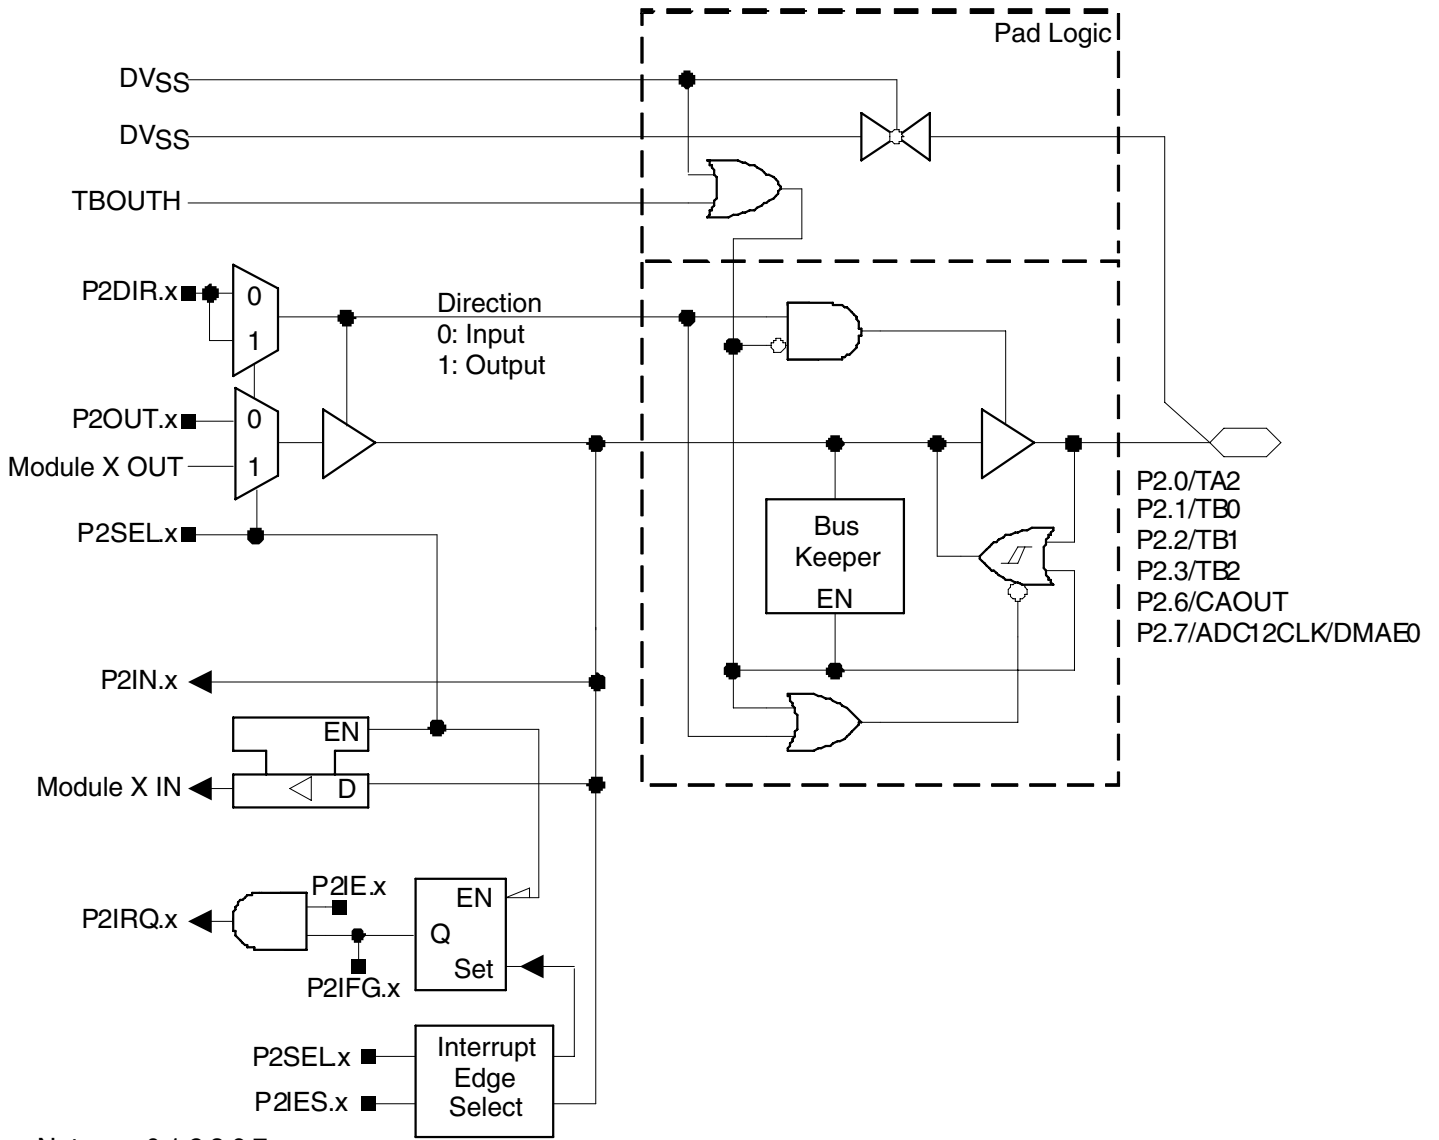 Pad Logic
DVSS
DVSS
TBOUTH
P2DIR.x
0
1
Direction
0: Input
1: Output
P2OUT.x
0
Module X OUT
1
P2SEL.x
Bus
Keeper
EN
P2.0/TA2
P2.1/TB0
P2.2/TB1
P2.3/TB2
P2.6/CAOUT
P2.7/ADC12CLK/DMAE0
P2IN.x
EN
Module X IN
D
P2IE.x
P2IRQ.x
EN
Q
Set
P2IFG.x
P2SEL.x
P2IES.x
Interrupt
Edge
Select